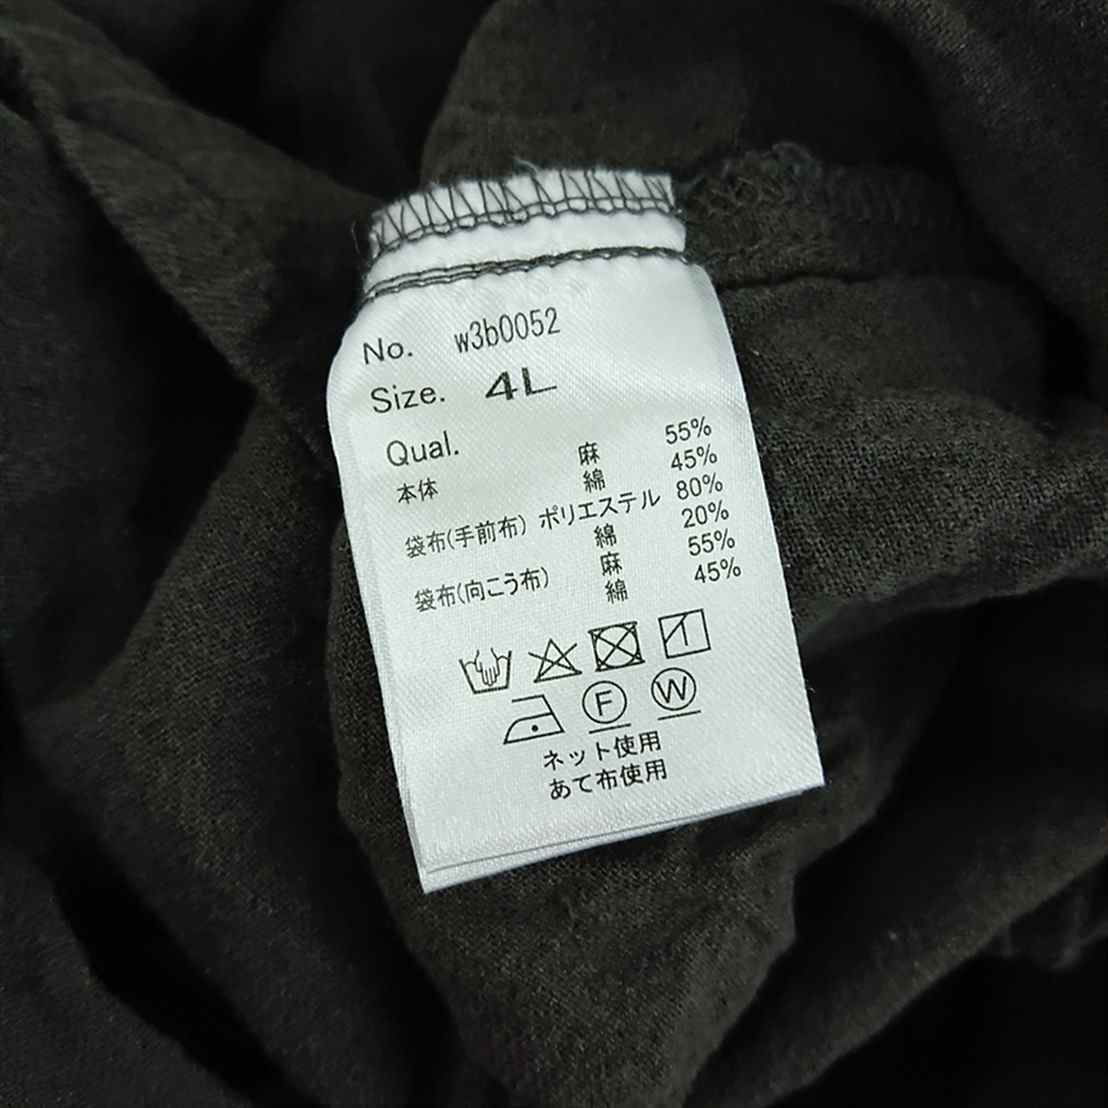 No. w3b0052
Size. 4L
Qual.
本体 麻 55%
綿 45%
袋布(手前布) ポリエステル 80%
綿 20%
袋布(向こう布) 麻 55%
綿 45%
F W
ネット使用
あて布使用